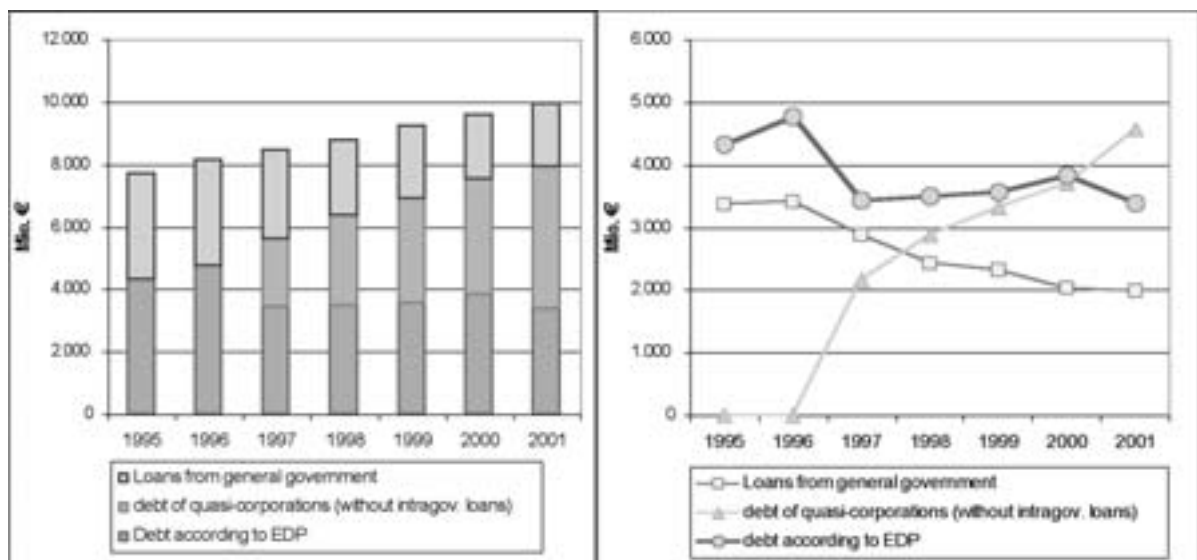 12.000
10.000
8.000
6.000
4.000
2.000
0
Mio. €
1995 1996 1997 1998 1999 2000 2001
Loans from general government
debt of quasi-corporations (without intragov. loans)
Debt according to EDP
6.000
5.000
4.000
3.000
2.000
1.000
0
Mio. €
1995 1996 1997 1998 1999 2000 2001
Loans from general government
debt of quasi-corporations (without intragov. loans)
debt according to EDP